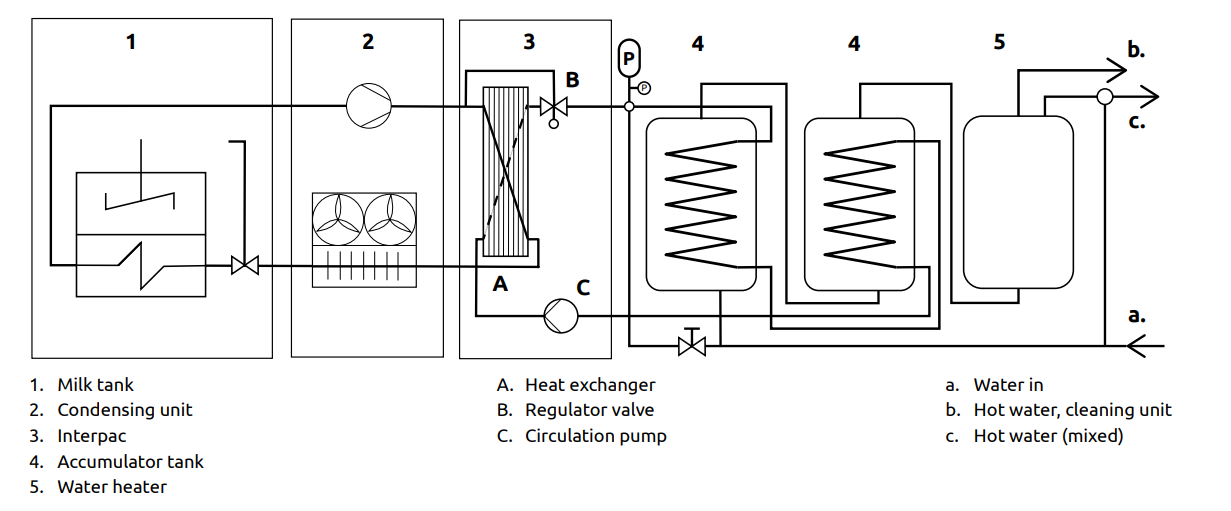 1
2
3
4
4
5
b.
P
P
B
c.
A
C
a.
1. Milk tank
2. Condensing unit
3. Interpac
4. Accumulator tank
5. Water heater
A. Heat exchanger
B. Regulator valve
C. Circulation pump
a. Water in
b. Hot water, cleaning unit
c. Hot water (mixed)